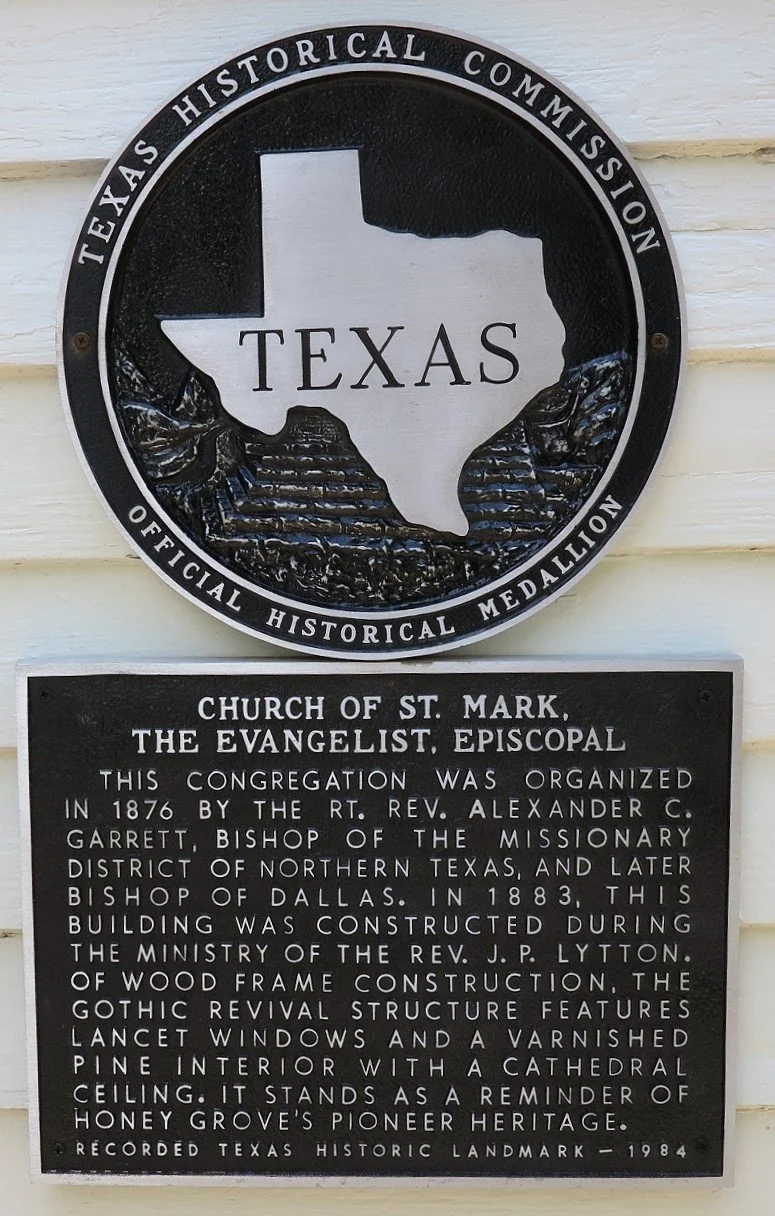 TEXAS HISTORICAL COMMISSION
TEXAS
OFFICIAL HISTORICAL MEDALLION
CHURCH OF ST. MARK,
THE EVANGELIST, EPISCOPAL
THIS CONGREGATION WAS ORGANIZED
IN 1876 BY THE RT. REV. ALEXANDER C.
GARRETT, BISHOP OF THE MISSIONARY
DISTRICT OF NORTHERN TEXAS, AND LATER
BISHOP OF DALLAS. IN 1883, THIS
BUILDING WAS CONSTRUCTED DURING
THE MINISTRY OF THE REV. J. P. LYTTON.
OF WOOD FRAME CONSTRUCTION, THE
GOTHIC REVIVAL STRUCTURE FEATURES
LANCET WINDOWS AND A VARNISHED
PINE INTERIOR WITH A CATHEDRAL
CEILING. IT STANDS AS A REMINDER OF
HONEY GROVE'S PIONEER HERITAGE.
RECORDED TEXAS HISTORIC LANDMARK – 1984